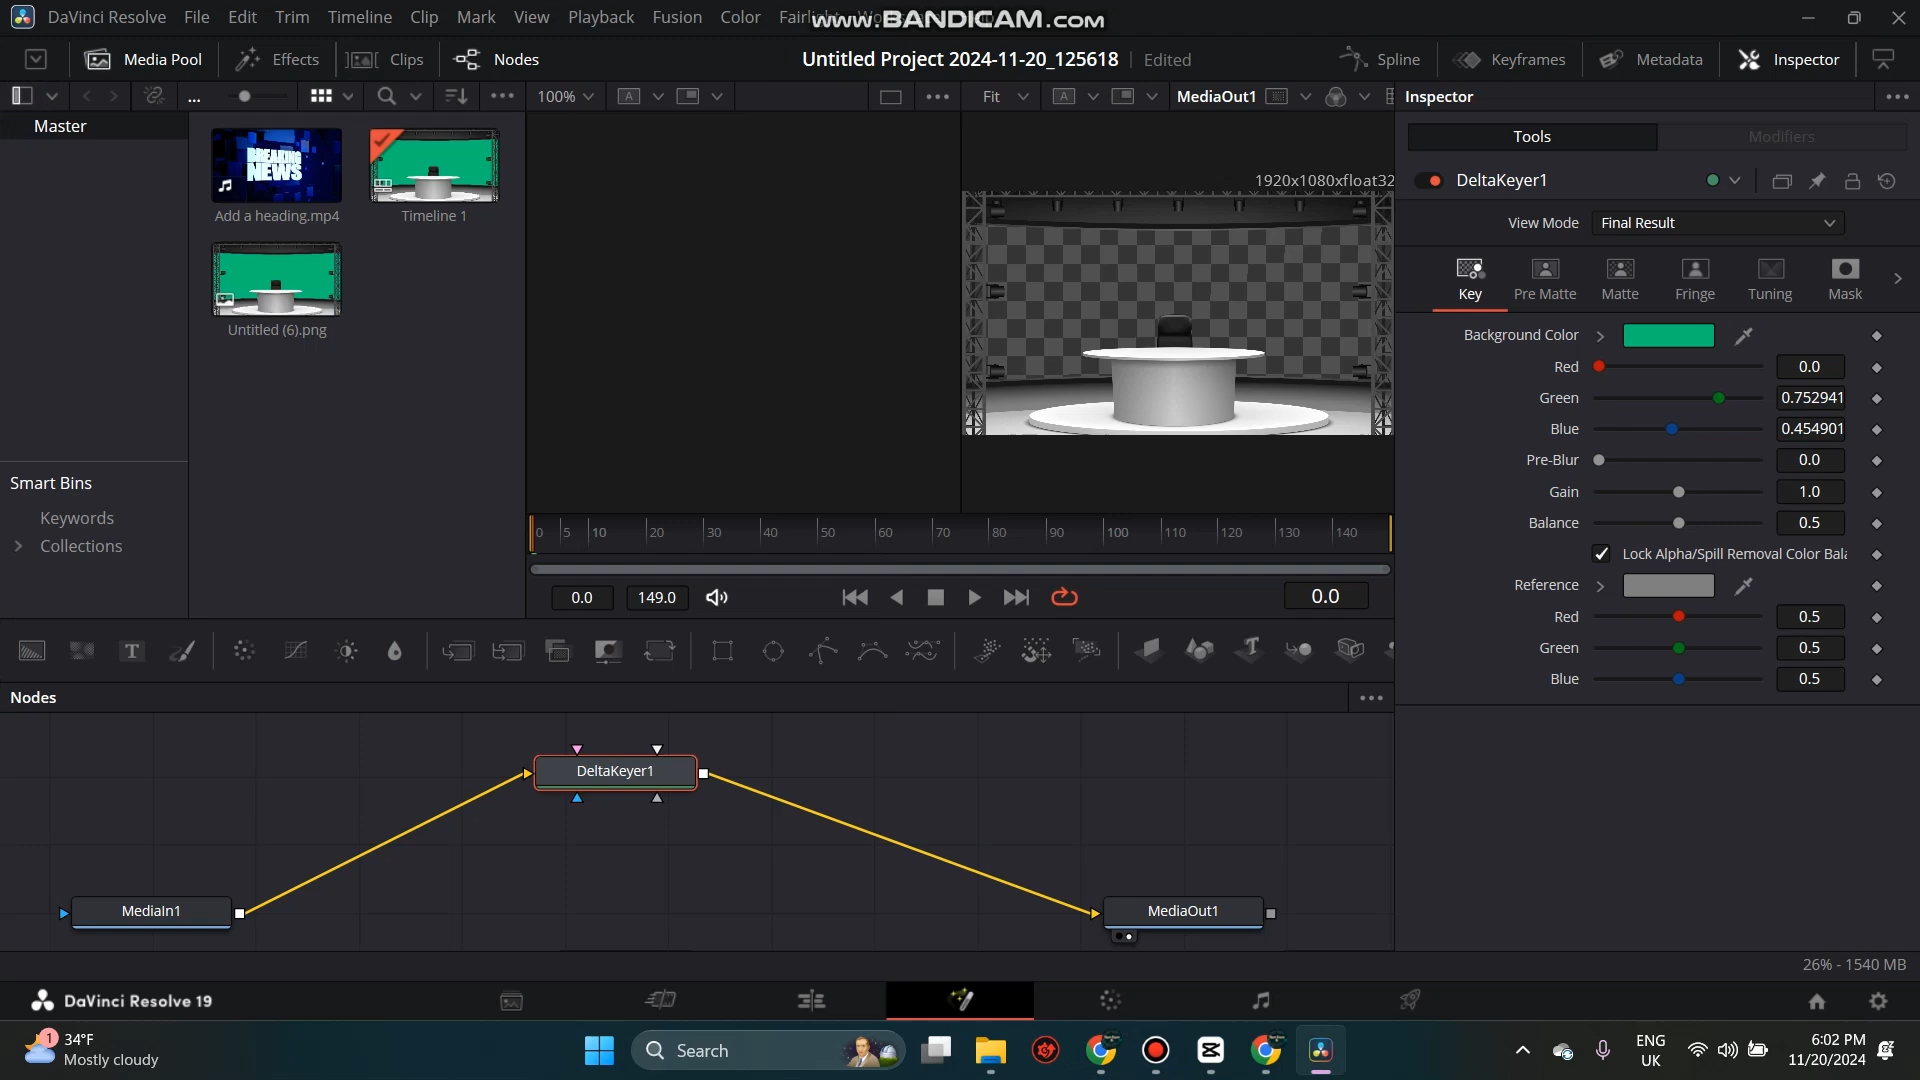 DaVinci Resolve File Edit Trim Timeline Clip Mark View Playback Fusion Color
www.BANDICAM.com
Media Pool Effects Clips Nodes
Untitled Project 2024-11-20_125618 Edited
Spline Keyframes Metadata Inspector
... 100% A Fit A MediaOut1
Inspector
Master
BREAKING
NEWS
Add a heading.mp4
Timeline 1
Untitled (6).png
1920x1080xfloat32
Tools Modifiers
DeltaKeyer1
View Mode Final Result
Key Pre Matte Matte Fringe Tuning Mask
Background Color
Red 0.0
Green 0.752941
Blue 0.454901
Pre-Blur 0.0
Gain 1.0
Balance 0.5
Lock Alpha/Spill Removal Color Bala
Reference
Red 0.5
Green 0.5
Blue 0.5
Smart Bins
Keywords
Collections
0 5 10 20 30 40 50 60 70 80 90 100 110 120 130 140
0.0 149.0 0.0
T T
Nodes
DeltaKeyer1
MediaIn1
MediaOut1
26% - 1540 MB
DaVinci Resolve 19
1
34°F
Mostly cloudy
Search
ENG
UK
6:02 PM
11/20/2024